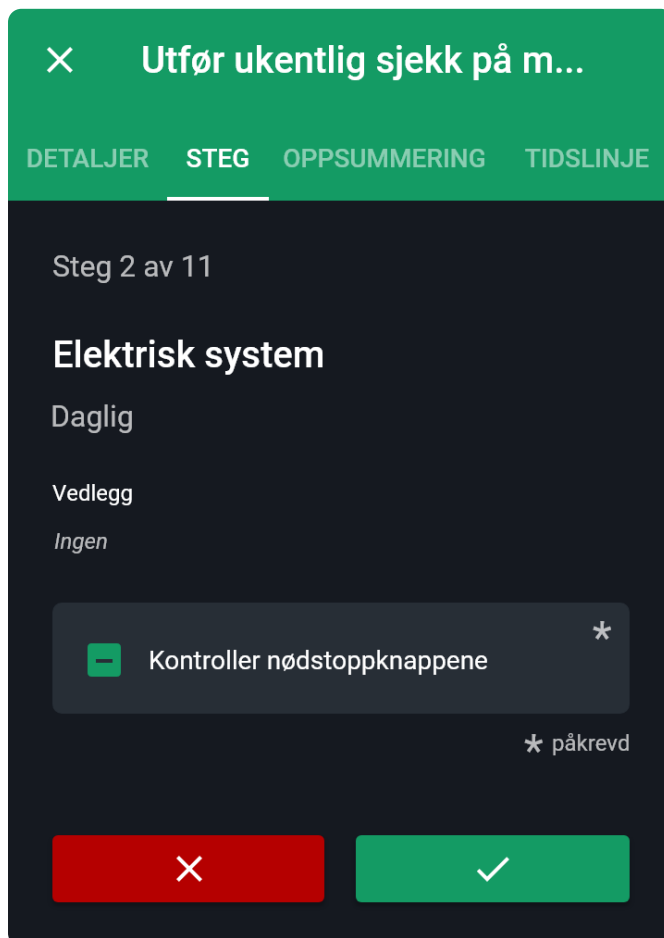 Utfør ukentlig sjekk på m...
DETALJER STEG OPPSUMMERING TIDSLINJE
Steg 2 av 11
Elektrisk system
Daglig
Vedlegg
Ingen
Kontroller nødstoppknappene *
* påkrevd